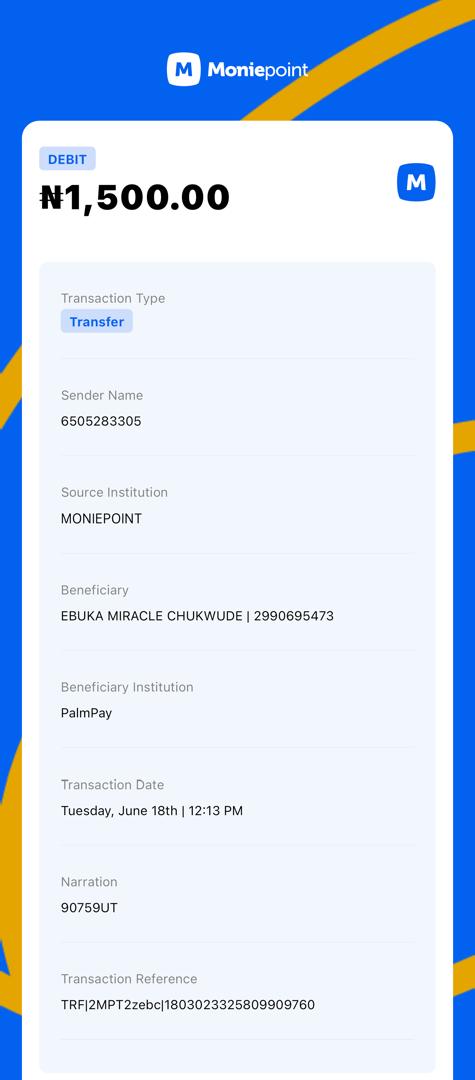 M Moniepoint
DEBIT
₦1,500.00
M
Transaction Type
Transfer
Sender Name
6505283305
Source Institution
MONIEPOINT
Beneficiary
EBUKA MIRACLE CHUKWUDE | 2990695473
Beneficiary Institution
PalmPay
Transaction Date
Tuesday, June 18th | 12:13 PM
Narration
90759UT
Transaction Reference
TRF|2MPT2zebc|1803023325809909760